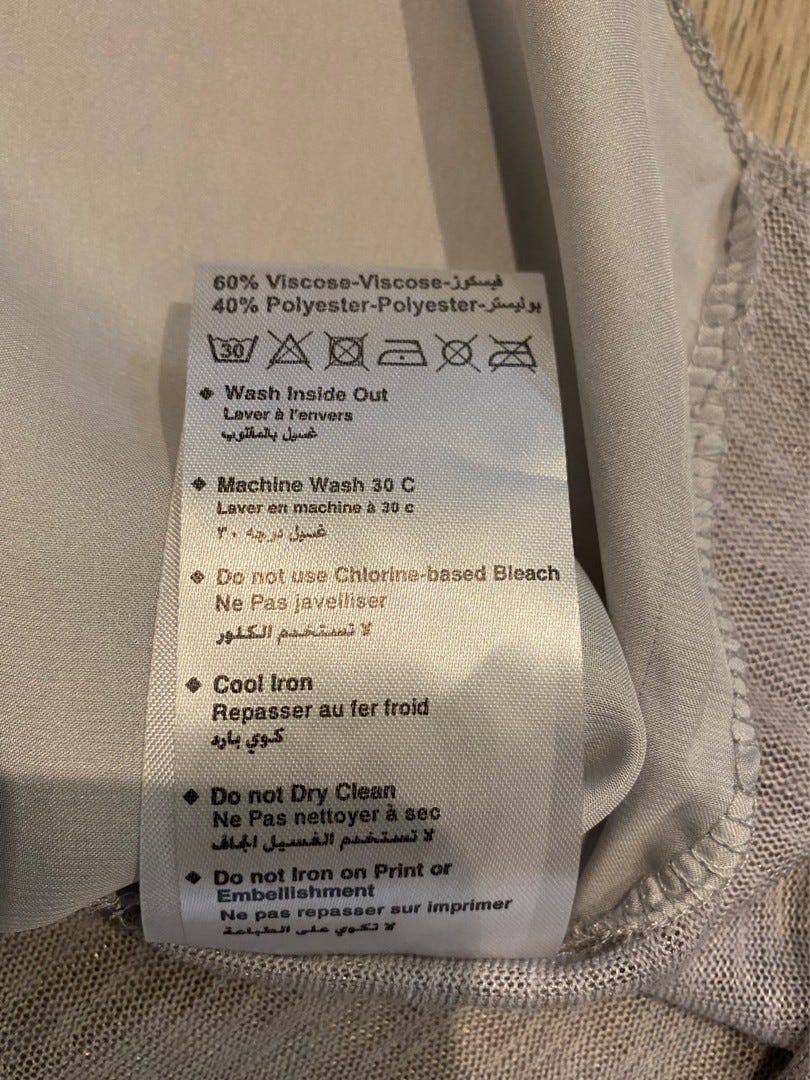 60% Viscose-Viscose-فيسكوز
40% Polyester-Polyester-بوليستر
30
Wash Inside Out
Laver à l'envers
غسيل بالمقلوب
Machine Wash 30 C
Laver en machine à 30 c
غسيل درجه ٣٠
Do not use Chlorine-based Bleach
Ne Pas javelliser
لا تستخدم الكلور
Cool Iron
Repasser au fer froid
كوي بارد
Do not Dry Clean
Ne Pas nettoyer à sec
لا تستخدم الغسيل الجاف
Do not Iron on Print or
Embellishment
Ne pas repasser sur imprimer
لا تكوي على الطباعة